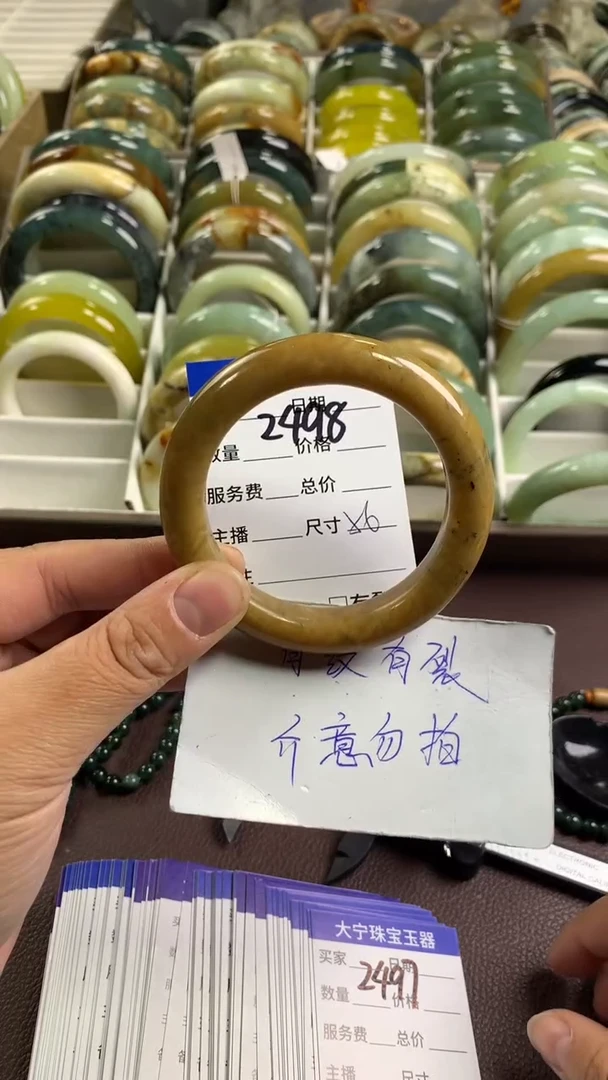 日期
2498
数量 价格
服务费 总价
主播 尺寸 56
有裂
介意勿拍
大宁珠宝玉器
买家 日期
2497
数量 价格
服务费 总价
主播 尺寸